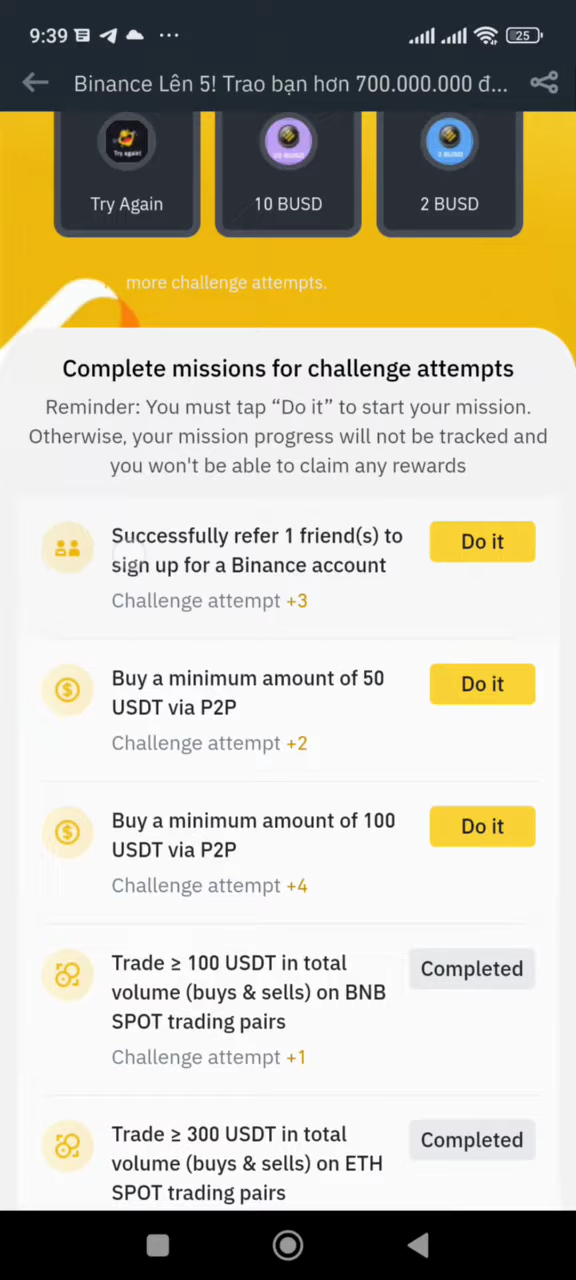 9:39
25
Binance Lên 5! Trao bạn hơn 700.000.000 đ...
Try again!
Try Again
10 BUSD
2 BUSD
more challenge attempts.
Complete missions for challenge attempts
Reminder: You must tap “Do it” to start your mission.
Otherwise, your mission progress will not be tracked and
you won't be able to claim any rewards
Successfully refer 1 friend(s) to
sign up for a Binance account
Do it
Challenge attempt +3
Buy a minimum amount of 50
USDT via P2P
Do it
Challenge attempt +2
Buy a minimum amount of 100
USDT via P2P
Do it
Challenge attempt +4
Trade ≥ 100 USDT in total
volume (buys & sells) on BNB
SPOT trading pairs
Completed
Challenge attempt +1
Trade ≥ 300 USDT in total
volume (buys & sells) on ETH
SPOT trading pairs
Completed